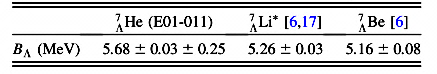 ⁷ΛHe (E01-011) ⁷ΛLi* [6,17] ⁷ΛBe [6]
BΛ (MeV) 5.68 ± 0.03 ± 0.25 5.26 ± 0.03 5.16 ± 0.08